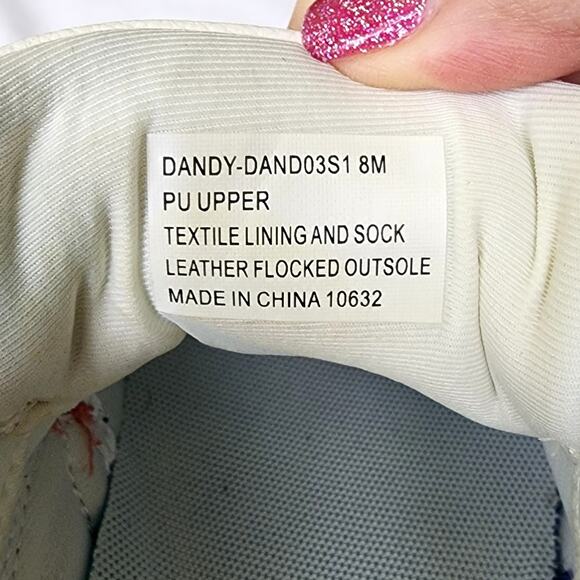 DANDY-DAND03S1 8M
PU UPPER
TEXTILE LINING AND SOCK
LEATHER FLOCKED OUTSOLE
MADE IN CHINA 10632